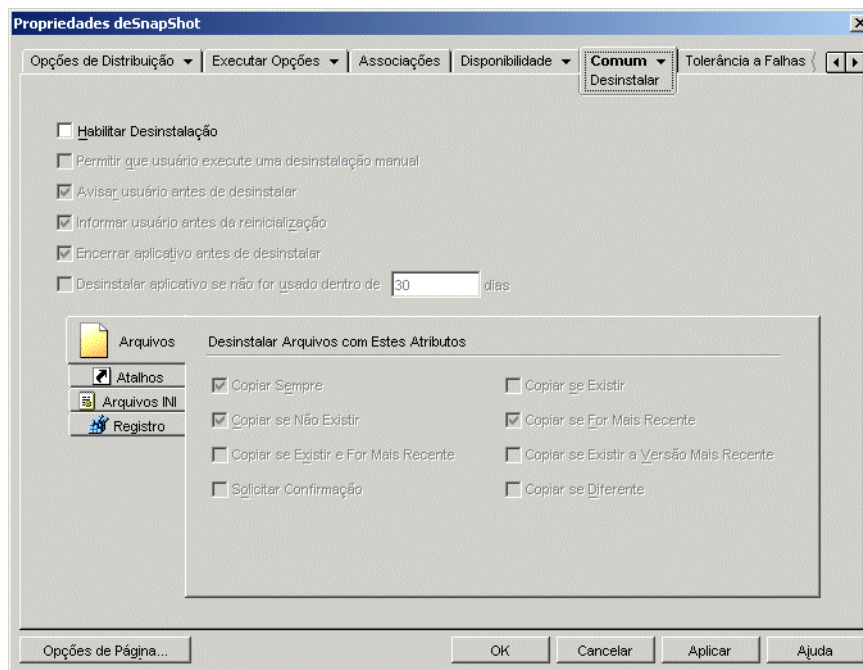 Propriedades deSnapShot
Opções de Distribuição Executar Opções Associações Disponibilidade Comum Tolerância a Falhas
Desinstalar
Habilitar Desinstalação
Permitir que usuário execute uma desinstalação manual
Avisar usuário antes de desinstalar
Informar usuário antes da reinicialização
Encerrar aplicativo antes de desinstalar
Desinstalar aplicativo se não for usado dentro de 30 dias
Arquivos
Atalhos
Arquivos INI
Registro
Desinstalar Arquivos com Estes Atributos
Copiar Sempre Copiar se Existir
Copiar se Não Existir Copiar se For Mais Recente
Copiar se Existir e For Mais Recente Copiar se Existir a Versão Mais Recente
Solicitar Confirmação Copiar se Diferente
Opções de Página... OK Cancelar Aplicar Ajuda